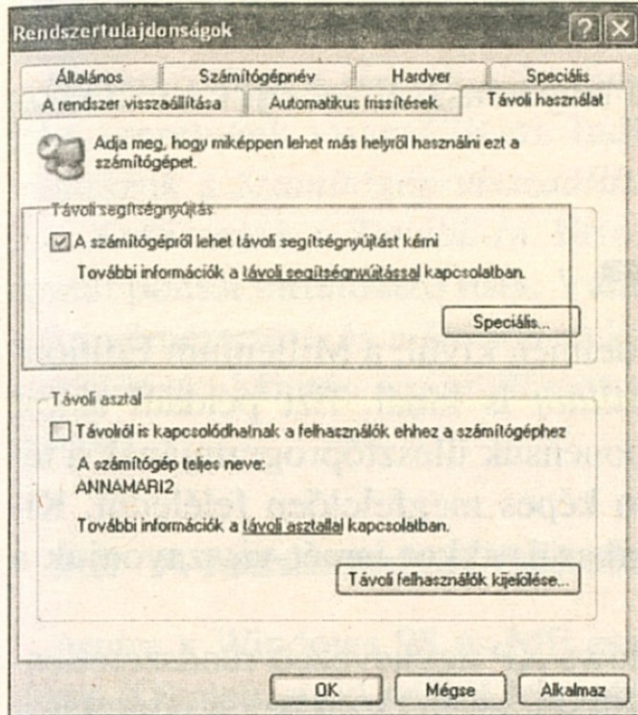 Rendszertulajdonságok
Általános Számítógépnév Hardver Speciális
A rendszer visszaállítása Automatikus frissítések Távoli használat
Adja meg, hogy miképpen lehet más helyről használni ezt a
számítógépet.
Távoli segítségnyújtás
A számítógépről lehet távoli segítségnyújtást kérni
További információk a távoli segítségnyújtással kapcsolatban.
Speciális...
Távoli asztal
Távolról is kapcsolódhatnak a felhasználók ehhez a számítógéphez
A számítógép teljes neve:
ANNAMARI2
További információk a távoli asztallal kapcsolatban.
Távoli felhasználók kijelölése...
OK Mégse Alkalmaz